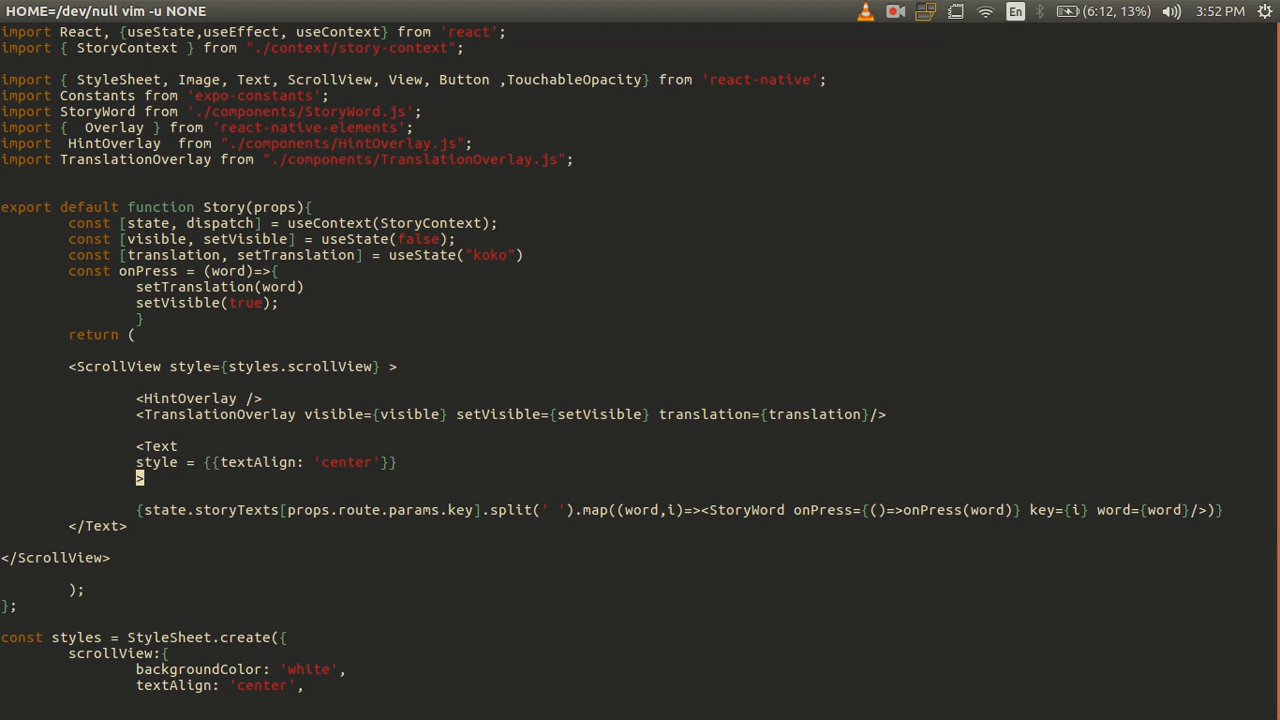 HOME=/dev/null vim -u NONE En (6:12, 13%) 3:52 PM
import React, {useState,useEffect, useContext} from 'react';
import { StoryContext } from "./context/story-context";
import { StyleSheet, Image, Text, ScrollView, View, Button ,TouchableOpacity} from 'react-native';
import Constants from 'expo-constants';
import StoryWord from './components/StoryWord.js';
import {  Overlay } from 'react-native-elements';
import  HintOverlay  from "./components/HintOverlay.js";
import TranslationOverlay from "./components/TranslationOverlay.js";
export default function Story(props){
        const [state, dispatch] = useContext(StoryContext);
        const [visible, setVisible] = useState(false);
        const [translation, setTranslation] = useState("koko")
        const onPress = (word)=>{
                setTranslation(word)
                setVisible(true);
                }
        return (
        <ScrollView style={styles.scrollView} >
                <HintOverlay />
                <TranslationOverlay visible={visible} setVisible={setVisible} translation={translation}/>
                <Text
                style = {{textAlign: 'center'}}
                >
                {state.storyTexts[props.route.params.key].split(' ').map((word,i)=><StoryWord onPress={()=>onPress(word)} key={i} word={word}/>)}
        </Text>
</ScrollView>
        );
};
const styles = StyleSheet.create({
        scrollView:{
                backgroundColor: 'white',
                textAlign: 'center',